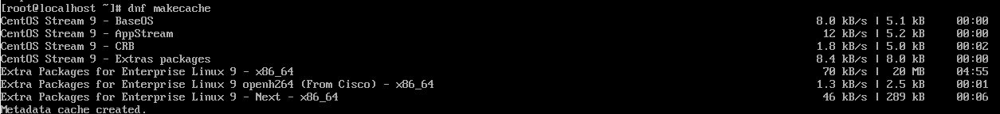 [root@localhost ~]# dnf makecache
CentOS Stream 9 - BaseOS 8.0 kB/s | 5.1 kB 00:00
CentOS Stream 9 - AppStream 12 kB/s | 5.2 kB 00:00
CentOS Stream 9 - CRB 1.8 kB/s | 5.0 kB 00:02
CentOS Stream 9 - Extras packages 8.4 kB/s | 8.0 kB 00:00
Extra Packages for Enterprise Linux 9 - x86_64 70 kB/s | 20 MB 04:55
Extra Packages for Enterprise Linux 9 openh264 (From Cisco) - x86_64 1.3 kB/s | 2.5 kB 00:01
Extra Packages for Enterprise Linux 9 - Next - x86_64 46 kB/s | 289 kB 00:06
Metadata cache created.